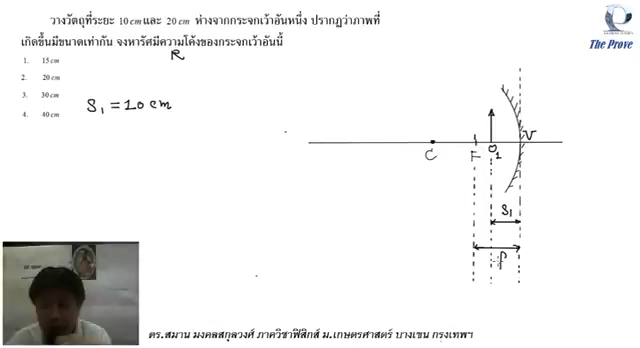 วางวัตถุที่ระยะ 10 cm และ 20 cm ห่างจากกระจกเว้าอันหนึ่ง ปรากฏว่าภาพที่
เกิดขึ้นมีขนาดเท่ากัน จงหารัศมีความโค้งของกระจกเว้าอันนี้
R
1. 15 cm
2. 20 cm
3. 30 cm
4. 40 cm
S₁ = 10 cm
The Prove
C F O₁ V
S₁
f
ดร.สมาน มงคลสกุลวงศ์ ภาควิชาฟิสิกส์ ม.เกษตรศาสตร์ บางเขน กรุงเทพฯ